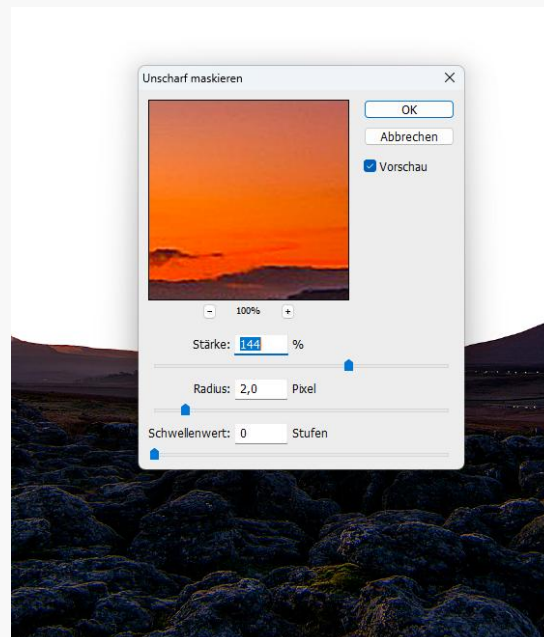 Unscharf maskieren
OK
Abbrechen
Vorschau
100%
Stärke: 144 %
Radius: 2,0 Pixel
Schwellenwert: 0 Stufen